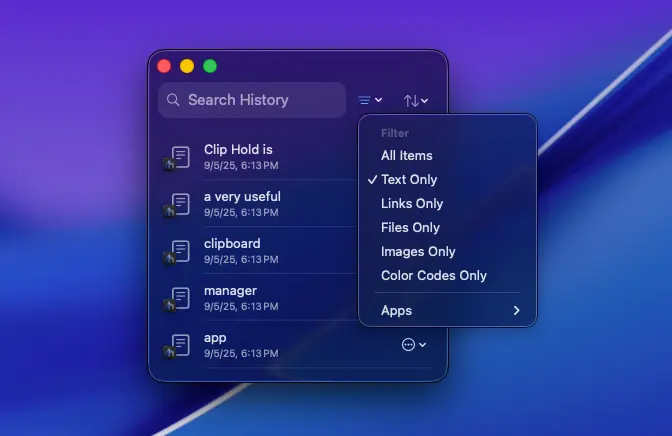 Search History
Clip Hold is
9/5/25, 6:13 PM
a very useful
9/5/25, 6:13 PM
clipboard
9/5/25, 6:13 PM
manager
9/5/25, 6:13 PM
app
9/5/25, 6:13 PM
Filter
All Items
Text Only
Links Only
Files Only
Images Only
Color Codes Only
Apps